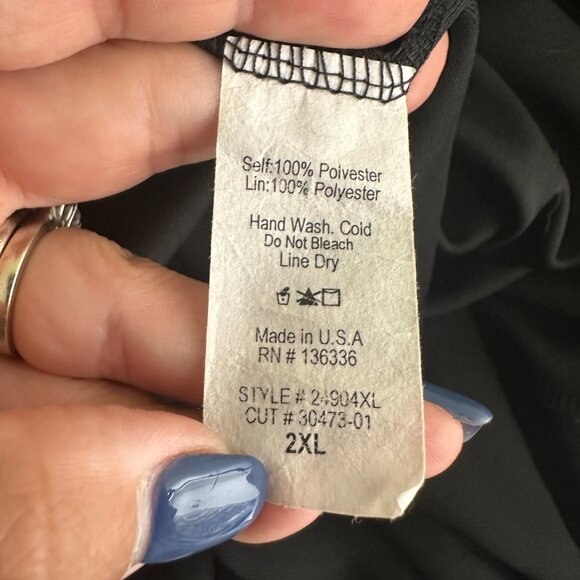 Self:100% Polyester
Lin:100% Polyester
Hand Wash. Cold
Do Not Bleach
Line Dry
Made in U.S.A
RN # 136336
STYLE # 24904XL
CUT # 30473-01
2XL